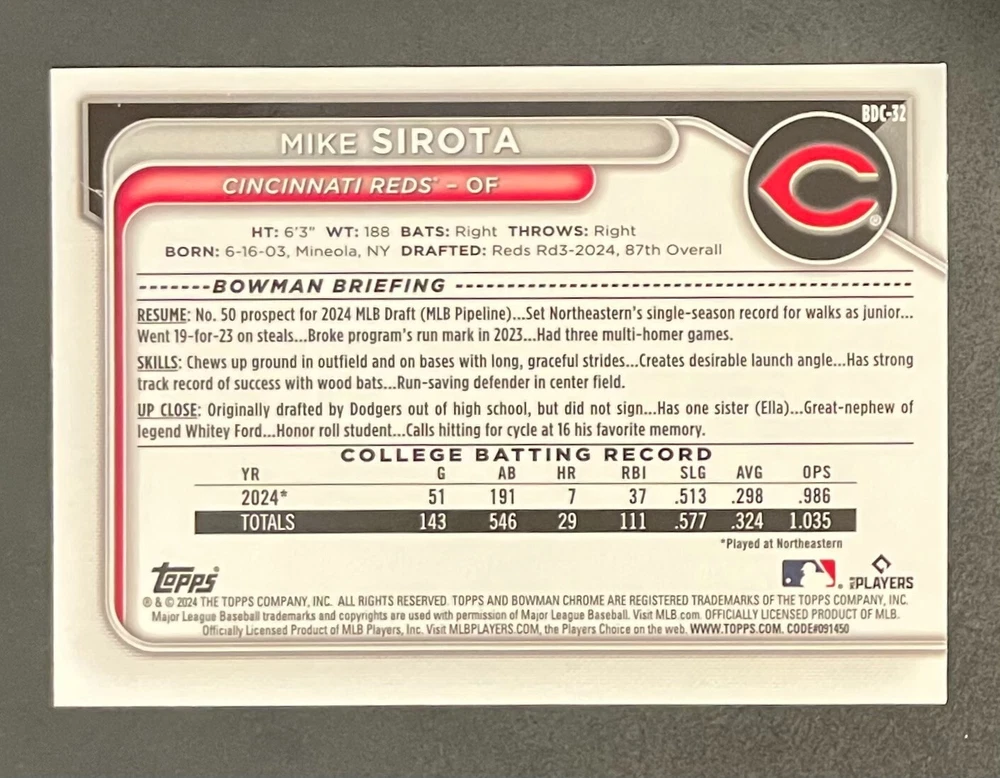 BDC-32
MIKE SIROTA
CINCINNATI REDS® – OF
HT: 6'3" WT: 188 BATS: Right THROWS: Right
BORN: 6-16-03, Mineola, NY DRAFTED: Reds Rd3-2024, 87th Overall
BOWMAN BRIEFING
RESUME: No. 50 prospect for 2024 MLB Draft (MLB Pipeline)...Set Northeastern's single-season record for walks as junior...
Went 19-for-23 on steals...Broke program's run mark in 2023...Had three multi-homer games.
SKILLS: Chews up ground in outfield and on bases with long, graceful strides...Creates desirable launch angle...Has strong
track record of success with wood bats...Run-saving defender in center field.
UP CLOSE: Originally drafted by Dodgers out of high school, but did not sign...Has one sister (Ella)...Great-nephew of
legend Whitey Ford...Honor roll student...Calls hitting for cycle at 16 his favorite memory.
COLLEGE BATTING RECORD
YR G AB HR RBI SLG AVG OPS
2024* 51 191 7 37 .513 .298 .986
TOTALS 143 546 29 111 .577 .324 1.035
*Played at Northeastern
Topps® PLAYERS
® & © 2024 THE TOPPS COMPANY, INC. ALL RIGHTS RESERVED. TOPPS AND BOWMAN CHROME ARE REGISTERED TRADEMARKS OF THE TOPPS COMPANY, INC.
Major League Baseball trademarks and copyrights are used with permission of Major League Baseball. Visit MLB.com. OFFICIALLY LICENSED PRODUCT OF MLB.
Officially Licensed Product of MLB Players, Inc. Visit MLBPLAYERS.COM, the Players Choice on the web. WWW.TOPPS.COM. CODE#091450